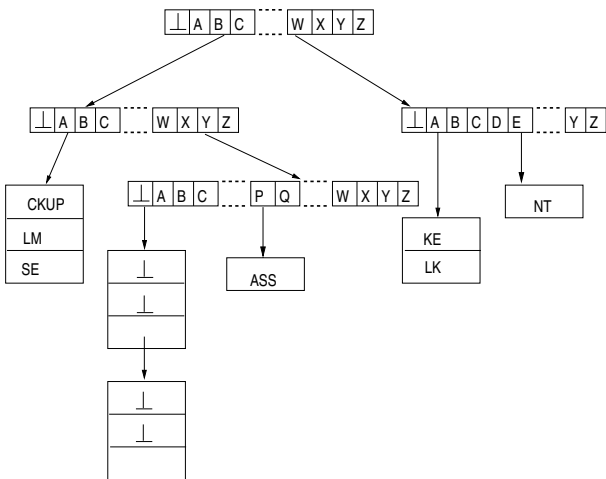 ⊥ A B C W X Y Z
⊥ A B C W X Y Z
⊥ A B C D E Y Z
⊥ A B C P Q W X Y Z
CKUP
LM
SE
NT
KE
LK
ASS
⊥
⊥
⊥
⊥